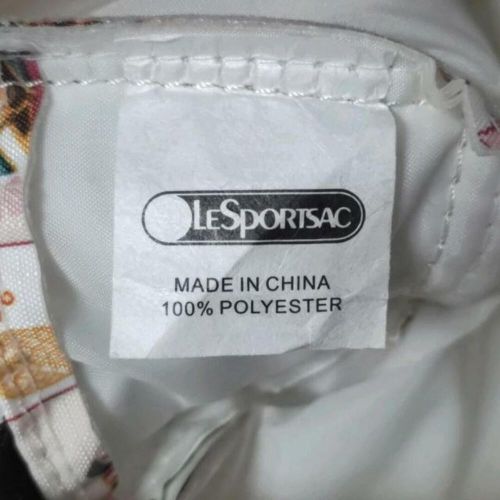 LeSportsac
MADE IN CHINA
100% POLYESTER